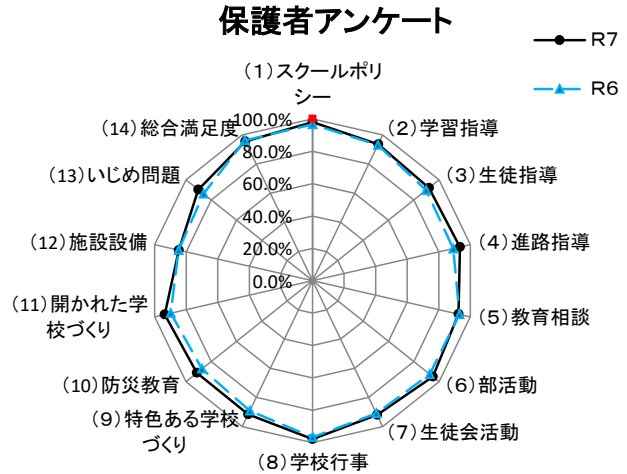 保護者アンケート
R7
R6
（1）スクールポリ
シー
（2）学習指導
（3）生徒指導
（4）進路指導
（5）教育相談
（6）部活動
（7）生徒会活動
（8）学校行事
（9）特色ある学校
づくり
（10）防災教育
（11）開かれた学
校づくり
（12）施設設備
（13）いじめ問題
（14）総合満足度
100.0%
80.0%
60.0%
40.0%
20.0%
0.0%